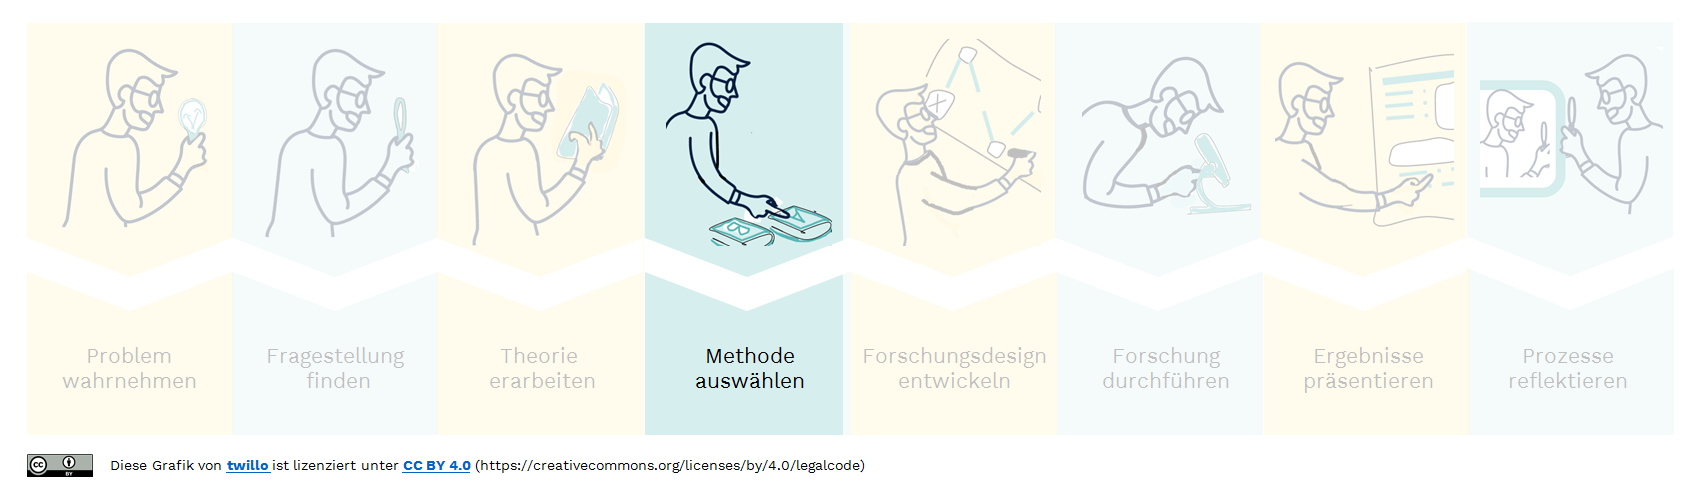 A
B
X
Problem
wahrnehmen
Fragestellung
finden
Theorie
erarbeiten
Methode
auswählen
Forschungsdesign
entwickeln
Forschung
durchführen
Ergebnisse
präsentieren
Prozesse
reflektieren
cc BY
Diese Grafik von twillo ist lizenziert unter CC BY 4.0 (https://creativecommons.org/licenses/by/4.0/legalcode)